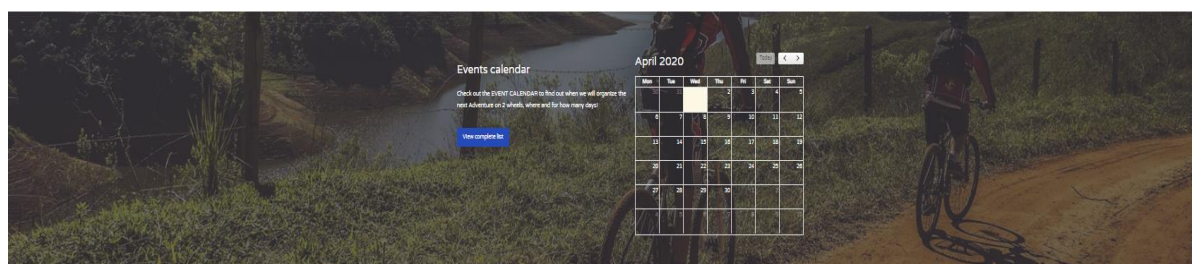 Events calendar
Check out the EVENT CALENDAR to find out when we will organize the
next Adventure on 2 wheels, where and for how many days!
View complete list
April 2020
Today
Mon Tue Wed Thu Fri Sat Sun
30 31 2 3 4 5
6 7 8 9 10 11 12
13 14 15 16 17 18 19
20 21 22 23 24 25 26
27 28 29 30